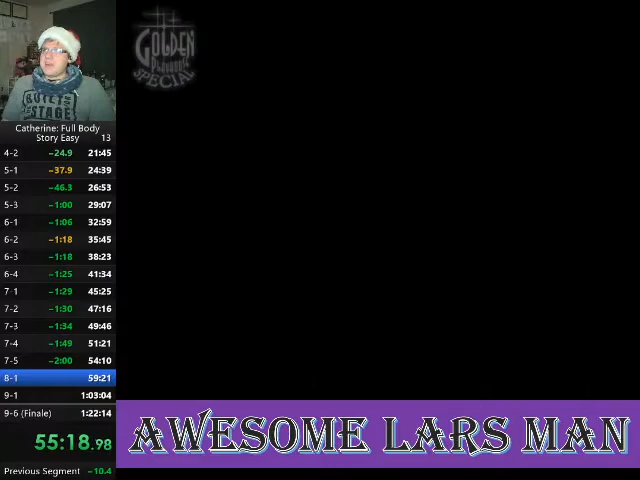 GOLDEN
PLAYHOUSE
SPECIAL
QUIET ON
THE
STAGE
Catherine: Full Body
Story Easy 13
4-2 −24.9 21:45
5-1 −37.9 24:39
5-2 −46.3 26:53
5-3 −1:00 29:07
6-1 −1:06 32:59
6-2 −1:18 35:45
6-3 −1:18 38:23
6-4 −1:25 41:34
7-1 −1:29 45:25
7-2 −1:30 47:16
7-3 −1:34 49:46
7-4 −1:49 51:21
7-5 −2:00 54:10
8-1 59:21
9-1 1:03:04
9-6 (Finale) 1:22:14
55:18.98
Previous Segment −10.4
AWESOME LARS MAN